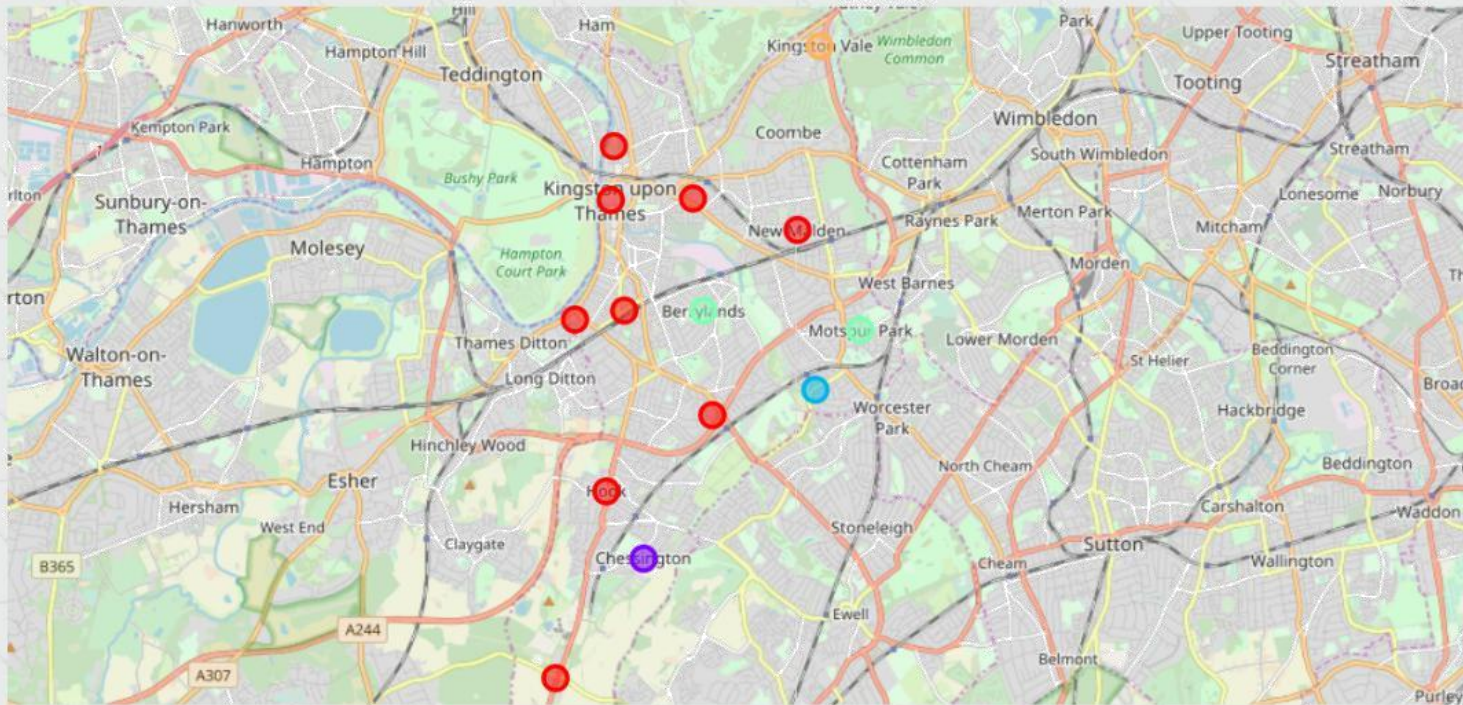 Hanworth
Hill
Ham
Putney Vale
Park
Upper Tooting
Hampton Hill
Kingston Vale
Wimbledon
Common
Streatham
Teddington
Tooting
Kempton Park
Coombe
Wimbledon
Hampton
Cottenham
Park
South Wimbledon
Streatham
Bushy Park
Kingston upon
Thames
Lonesome
Norbury
Sunbury-on-
Thames
Merton Park
Raynes Park
Mitcham
Molesey
New Malden
Hampton
Court Park
Morden
West Barnes
Berrylands
Motspur Park
Thames Ditton
Lower Morden
St Helier
Beddington
Corner
Walton-on-
Thames
Long Ditton
Worcester
Park
Hackbridge
Hinchley Wood
Esher
Hook
North Cheam
Beddington
Hersham
Carshalton
Waddon
West End
Stoneleigh
Claygate
Chessington
Sutton
B365
Cheam
Wallington
Ewell
A244
Belmont
A307
Purley